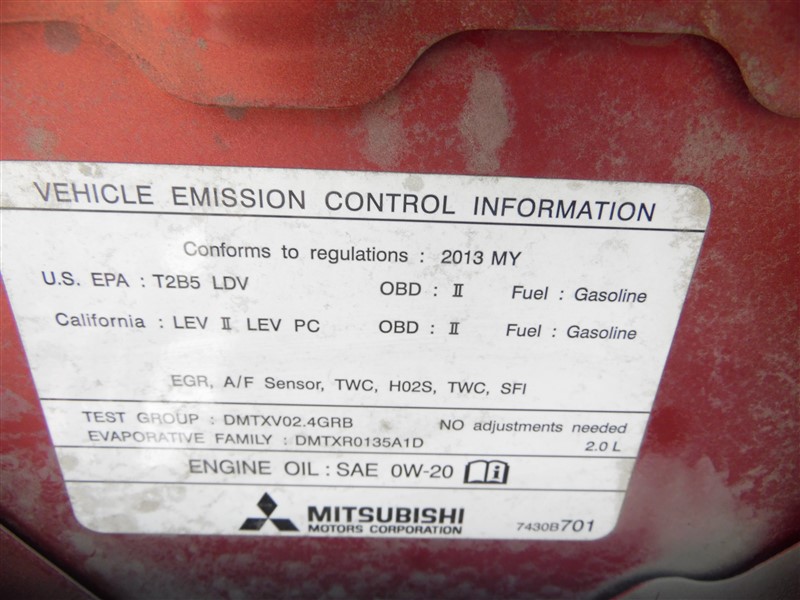 VEHICLE EMISSION CONTROL INFORMATION
Conforms to regulations : 2013 MY
U.S. EPA : T2B5 LDV OBD : II Fuel : Gasoline
California : LEV II LEV PC OBD : II Fuel : Gasoline
EGR, A/F Sensor, TWC, H02S, TWC, SFI
TEST GROUP : DMTXV02.4GRB NO adjustments needed
EVAPORATIVE FAMILY : DMTXR0135A1D 2.0 L
ENGINE OIL : SAE 0W-20
MITSUBISHI
MOTORS CORPORATION 7430B701